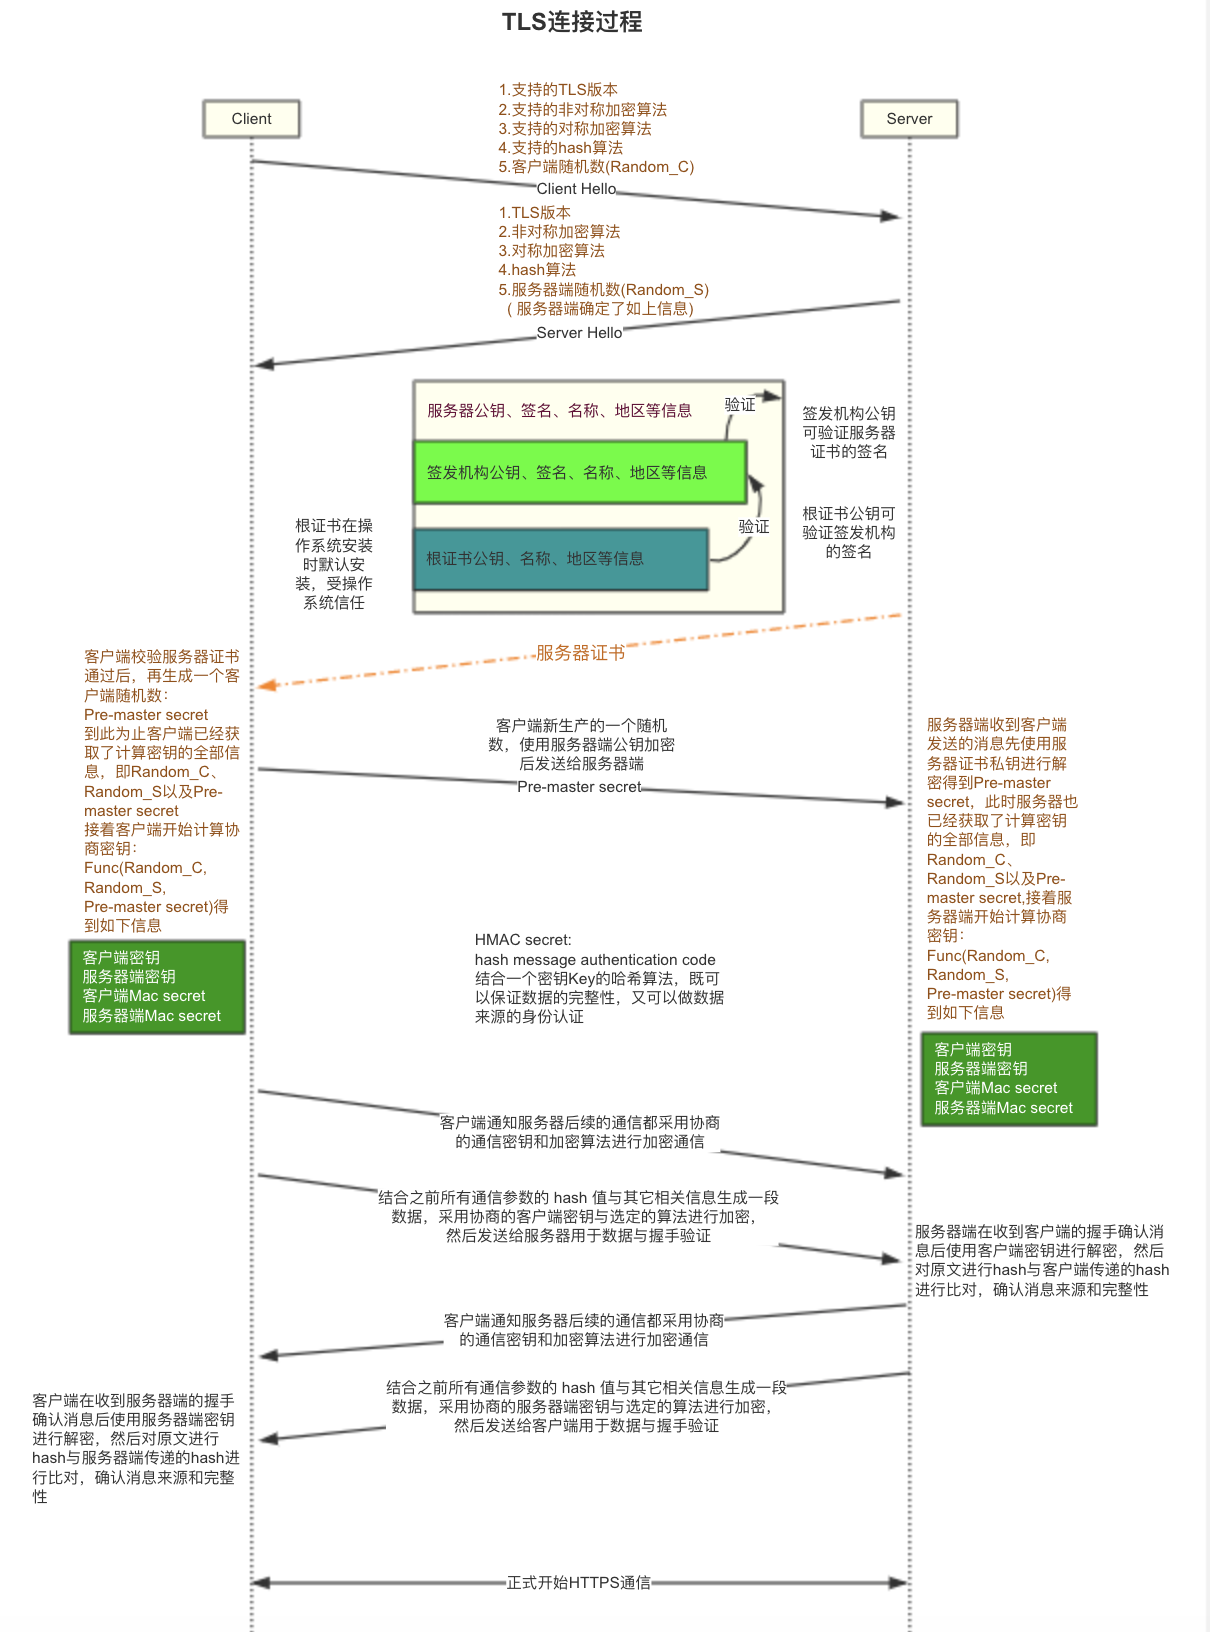 TLS连接过程
Client
Server
1.支持的TLS版本
2.支持的非对称加密算法
3.支持的对称加密算法
4.支持的hash算法
5.客户端随机数(Random_C)
Client Hello
1.TLS版本
2.非对称加密算法
3.对称加密算法
4.hash算法
5.服务器端随机数(Random_S)
( 服务器端确定了如上信息)
Server Hello
服务器公钥、签名、名称、地区等信息
验证
签发机构公钥
可验证服务器
证书的签名
签发机构公钥、签名、名称、地区等信息
验证
根证书公钥可
验证签发机构
的签名
根证书在操
作系统安装
时默认安
装，受操作
系统信任
根证书公钥、名称、地区等信息
服务器证书
客户端校验服务器证书
通过后，再生成一个客
户端随机数：
Pre-master secret
到此为止客户端已经获
取了计算密钥的全部信
息，即Random_C、
Random_S以及Pre-
master secret
接着客户端开始计算协
商密钥：
Func(Random_C,
Random_S,
Pre-master secret)得
到如下信息
客户端密钥
服务器端密钥
客户端Mac secret
服务器端Mac secret
客户端新生产的一个随机
数，使用服务器端公钥加密
后发送给服务器端
Pre-master secret
服务器端收到客户端
发送的消息先使用服
务器证书私钥进行解
密得到Pre-master
secret，此时服务器也
已经获取了计算密钥
的全部信息，即
Random_C、
Random_S以及Pre-
master secret,接着服
务器端开始计算协商
密钥：
Func(Random_C,
Random_S,
Pre-master secret)得
到如下信息
客户端密钥
服务器端密钥
客户端Mac secret
服务器端Mac secret
HMAC secret:
hash message authentication code
结合一个密钥Key的哈希算法，既可
以保证数据的完整性，又可以做数据
来源的身份认证
客户端通知服务器后续的通信都采用协商
的通信密钥和加密算法进行加密通信
结合之前所有通信参数的 hash 值与其它相关信息生成一段
数据，采用协商的客户端密钥与选定的算法进行加密，
然后发送给服务器用于数据与握手验证
服务器端在收到客户端的握手确认消
息后使用客户端密钥进行解密，然后
对原文进行hash与客户端传递的hash
进行比对，确认消息来源和完整性
客户端通知服务器后续的通信都采用协商
的通信密钥和加密算法进行加密通信
结合之前所有通信参数的 hash 值与其它相关信息生成一段
数据，采用协商的服务器端密钥与选定的算法进行加密，
然后发送给客户端用于数据与握手验证
客户端在收到服务器端的握手
确认消息后使用服务器端密钥
进行解密，然后对原文进行
hash与服务器端传递的hash进
行比对，确认消息来源和完整
性
正式开始HTTPS通信